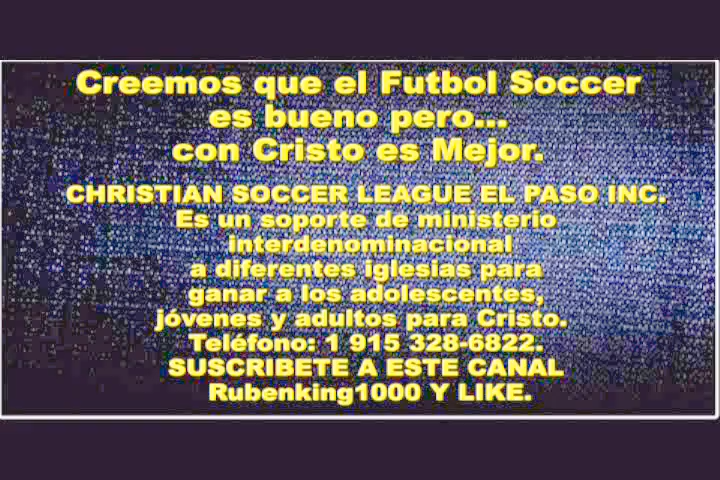 Creemos que el Futbol Soccer
es bueno pero...
con Cristo es Mejor.
CHRISTIAN SOCCER LEAGUE EL PASO INC.
Es un soporte de ministerio
interdenominacional
a diferentes iglesias para
ganar a los adolescentes,
jóvenes y adultos para Cristo.
Teléfono: 1 915 328-6822.
SUSCRIBETE A ESTE CANAL
Rubenking1000 Y LIKE.